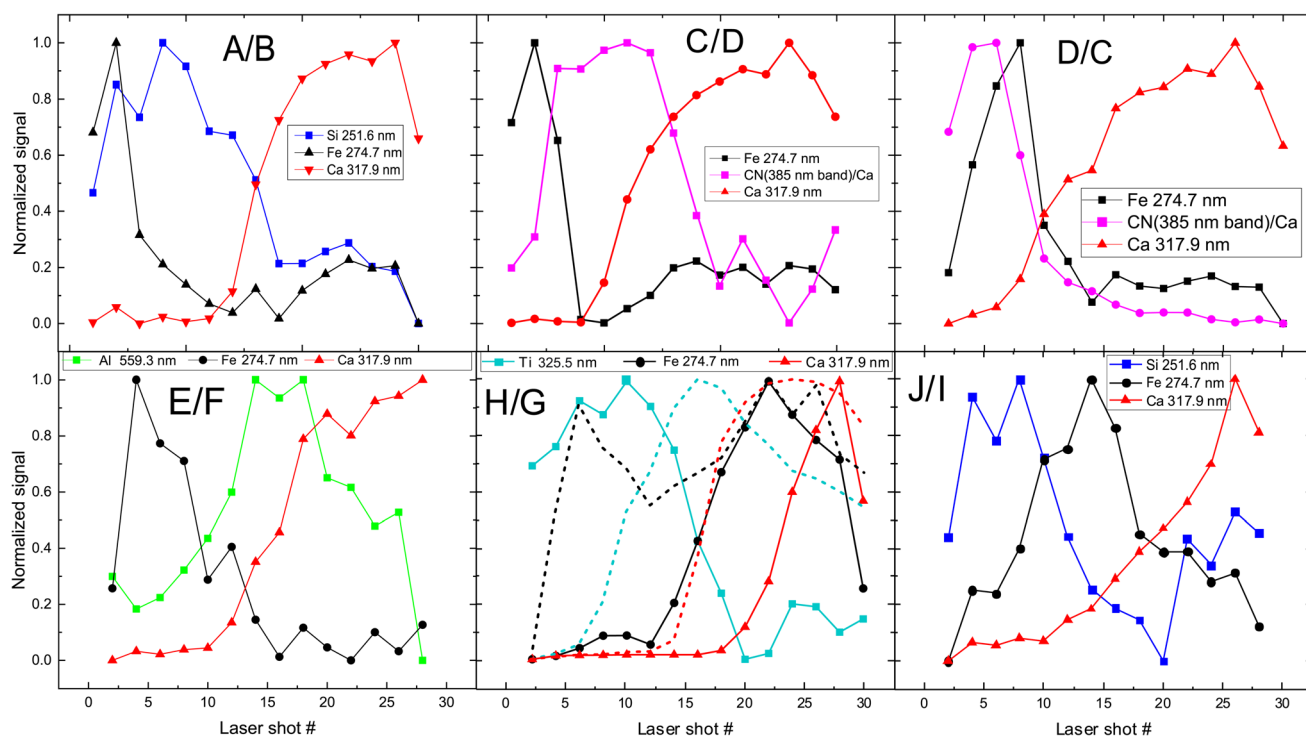 A/B
C/D
D/C
Normalized signal
1.0
0.8
0.6
0.4
0.2
0.0
Si 251.6 nm
Fe 274.7 nm
Ca 317.9 nm
Fe 274.7 nm
CN(385 nm band)/Ca
Ca 317.9 nm
Fe 274.7 nm
CN(385 nm band)/Ca
Ca 317.9 nm
Al 559.3 nm Fe 274.7 nm Ca 317.9 nm
Ti 325.5 nm Fe 274.7 nm Ca 317.9 nm
Si 251.6 nm
Fe 274.7 nm
Ca 317.9 nm
E/F
H/G
J/I
Normalized signal
1.0
0.8
0.6
0.4
0.2
0.0
0 5 10 15 20 25 30
0 5 10 15 20 25 30
0 5 10 15 20 25 30
Laser shot #
Laser shot #
Laser shot #